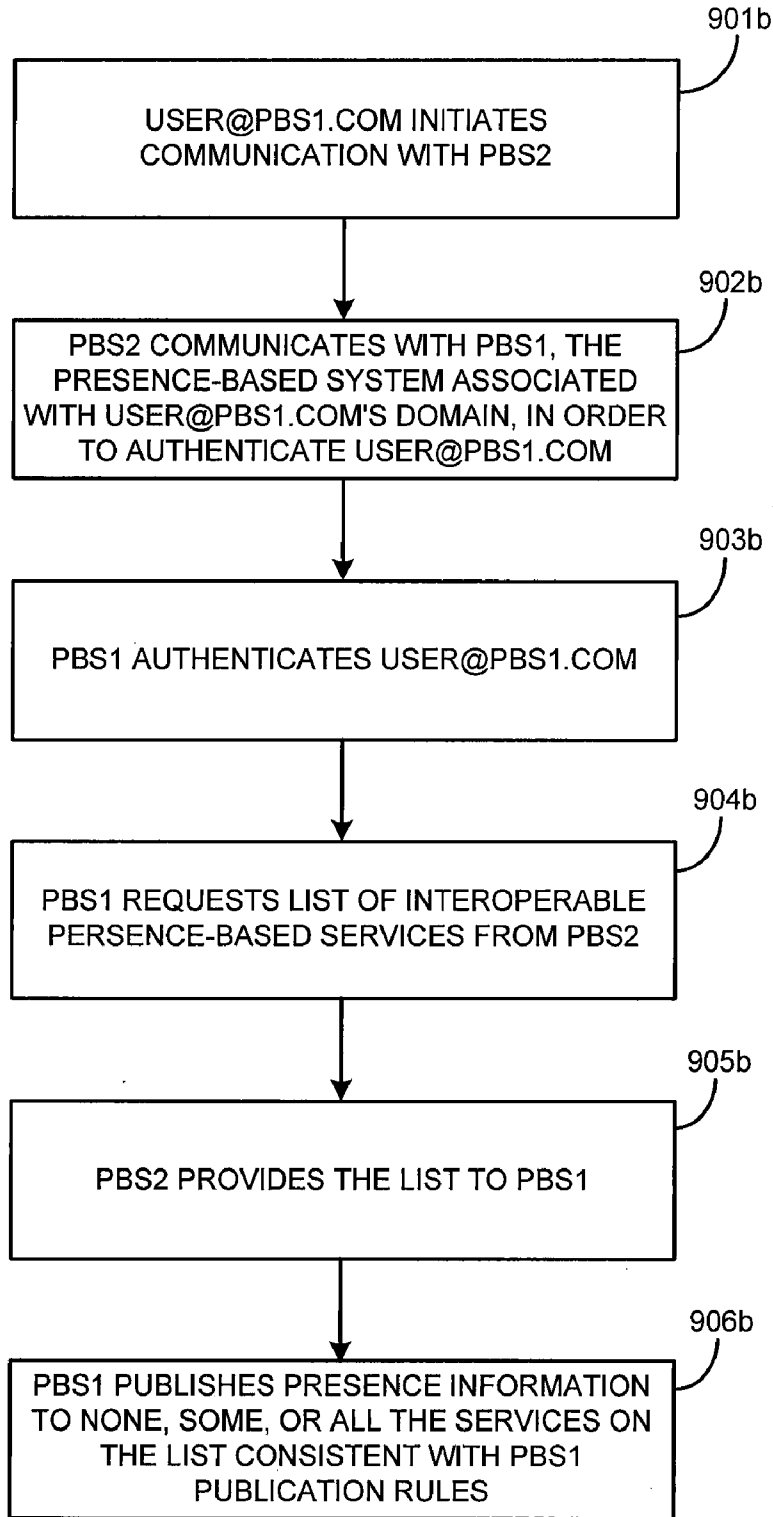 901b
USER@PBS1.COM INITIATES
COMMUNICATION WITH PBS2
902b
PBS2 COMMUNICATES WITH PBS1, THE
PRESENCE-BASED SYSTEM ASSOCIATED
WITH USER@PBS1.COM'S DOMAIN, IN ORDER
TO AUTHENTICATE USER@PBS1.COM
903b
PBS1 AUTHENTICATES USER@PBS1.COM
904b
PBS1 REQUESTS LIST OF INTEROPERABLE
PERSENCE-BASED SERVICES FROM PBS2
905b
PBS2 PROVIDES THE LIST TO PBS1
906b
PBS1 PUBLISHES PRESENCE INFORMATION
TO NONE, SOME, OR ALL THE SERVICES ON
THE LIST CONSISTENT WITH PBS1
PUBLICATION RULES